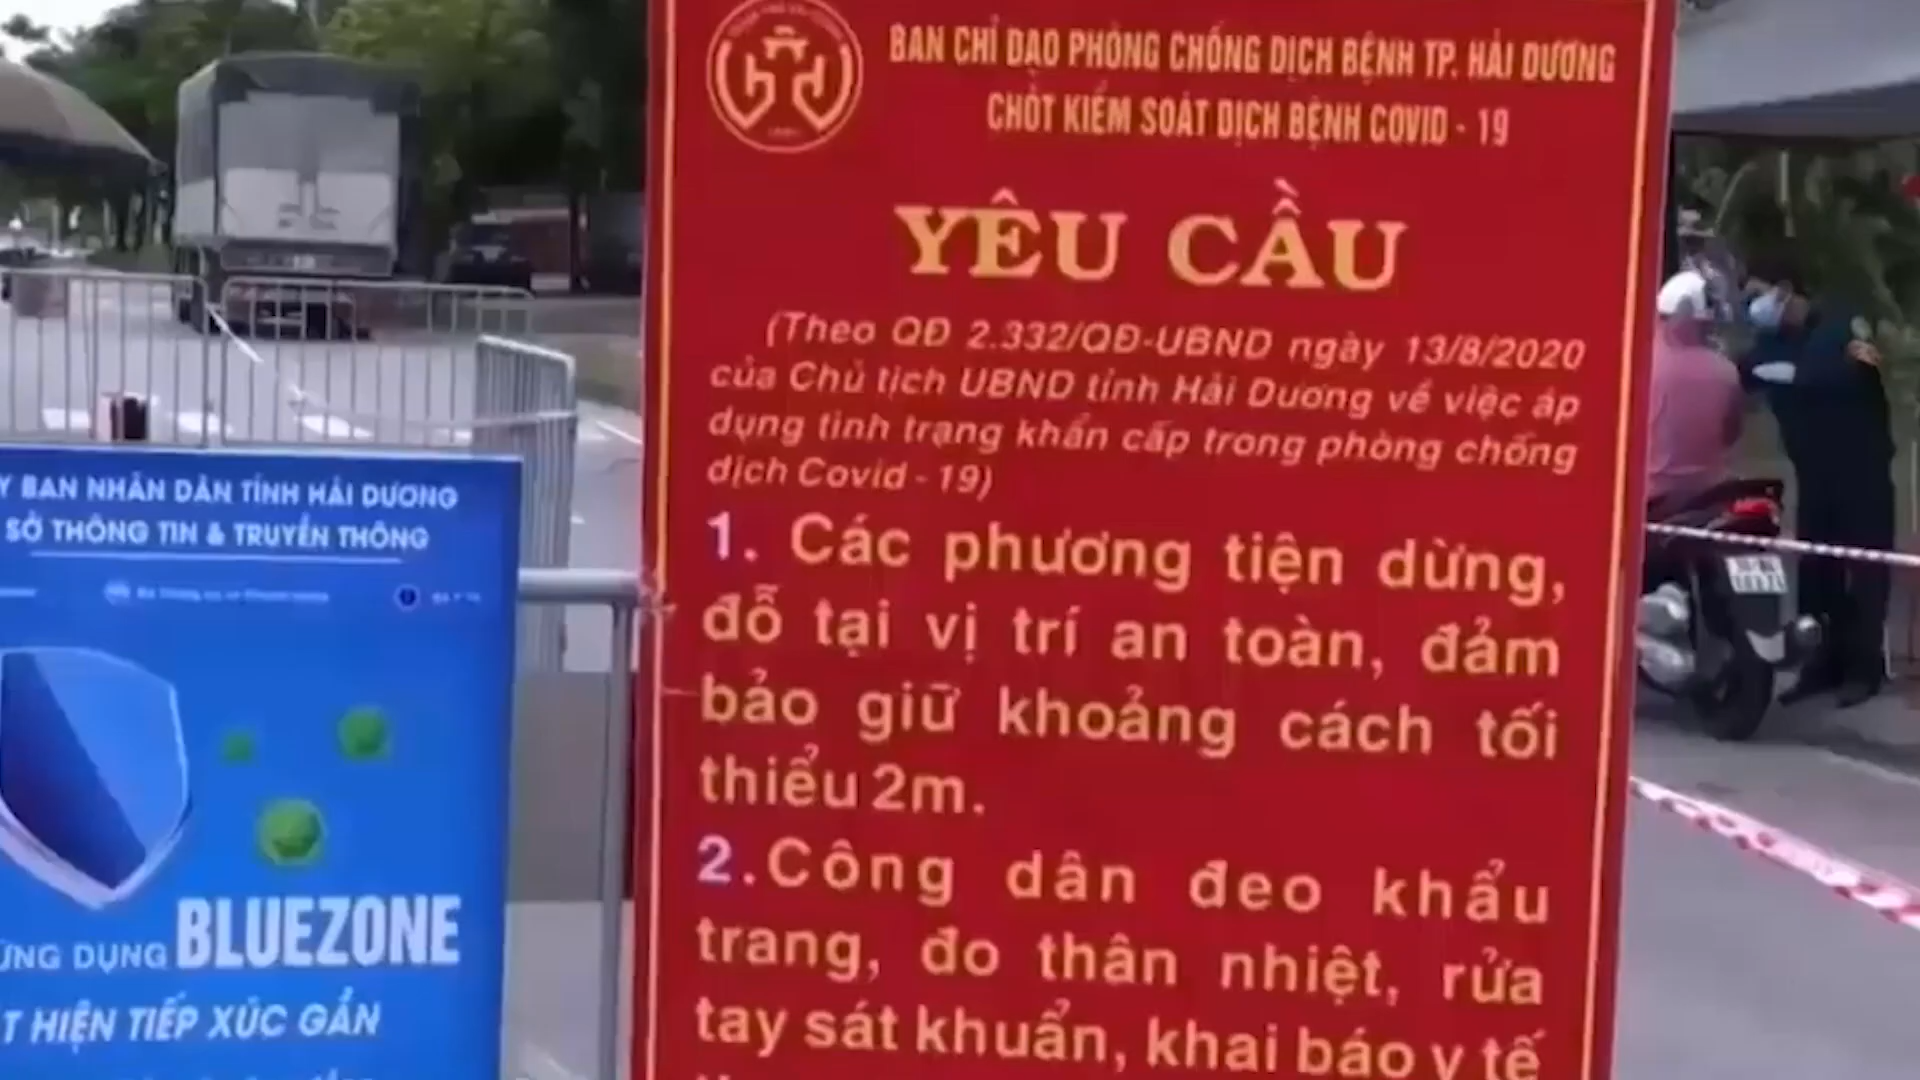 BAN CHỈ ĐẠO PHÒNG CHỐNG DỊCH BỆNH TP. HẢI DƯƠNG
CHỐT KIỂM SOÁT DỊCH BỆNH COVID - 19
YÊU CẦU
(Theo QĐ 2.332/QĐ-UBND ngày 13/8/2020
của Chủ tịch UBND tỉnh Hải Dương về việc áp
dụng tình trạng khẩn cấp trong phòng chống
dịch Covid - 19)
1. Các phương tiện dừng,
đỗ tại vị trí an toàn, đảm
bảo giữ khoảng cách tối
thiểu 2m.
2.Công dân đeo khẩu
trang, đo thân nhiệt, rửa
tay sát khuẩn, khai báo y tế
Y BAN NHÂN DÂN TỈNH HẢI DƯƠNG
SỞ THÔNG TIN & TRUYỀN THÔNG
ỨNG DỤNG BLUEZONE
T HIỆN TIẾP XÚC GẦN